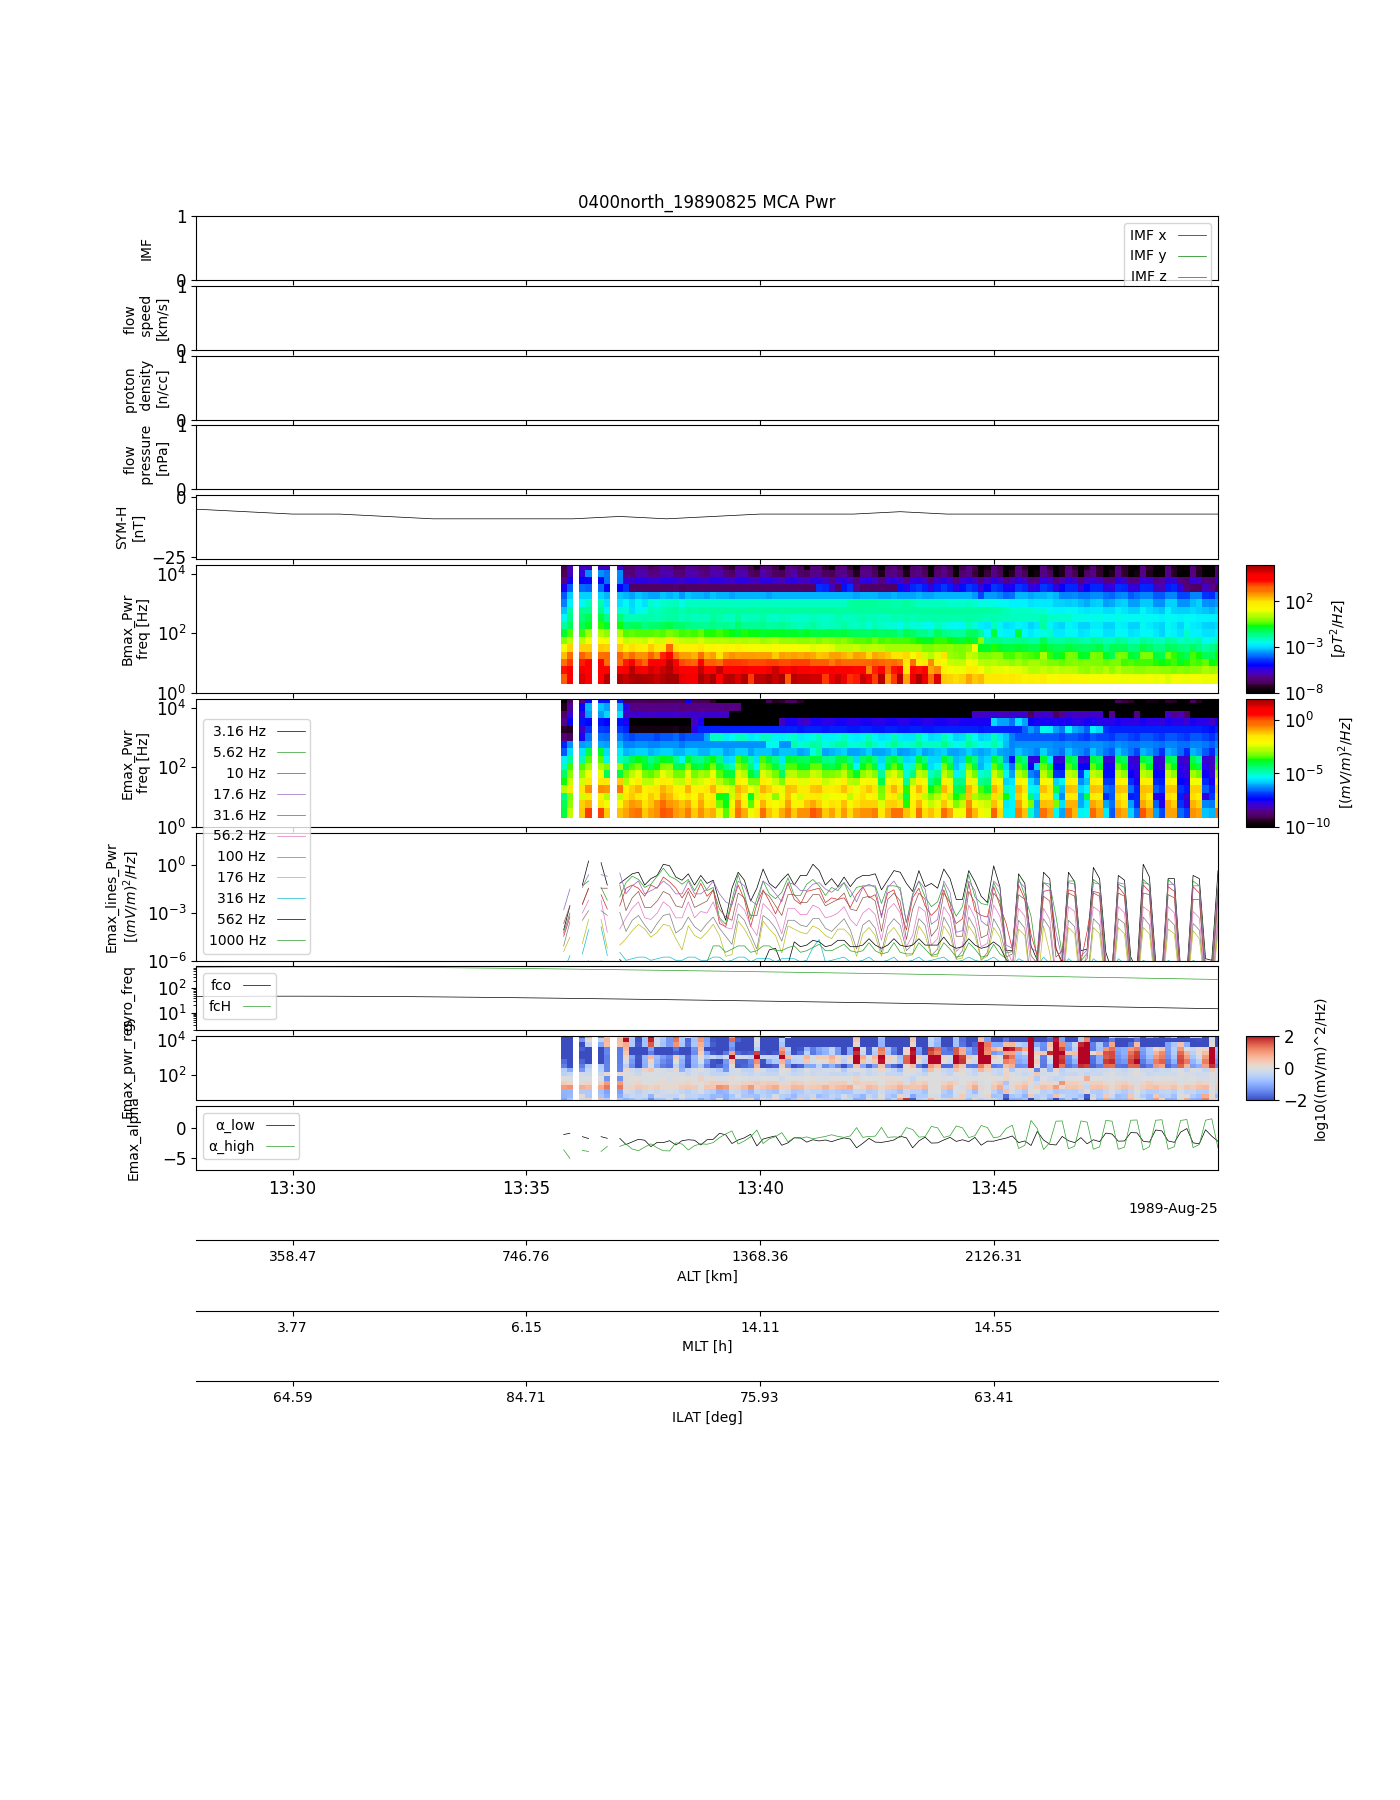 0400north_19890825 MCA Pwr
1
IMF
0
IMF x
IMF y
IMF z
1
flow
speed
[km/s]
0
1
proton
density
[n/cc]
0
1
flow
pressure
[nPa]
0
0
SYM-H
[nT]
−25
10^4
Bmax_Pwr
freq [Hz]
10^2
10^0
10^2
10^−3
10^−8
[pT^2/Hz]
10^4
Emax_Pwr
freq [Hz]
10^2
10^0
10^0
10^−5
10^−10
[(mV/m)^2/Hz]
3.16 Hz
5.62 Hz
10 Hz
17.6 Hz
31.6 Hz
56.2 Hz
100 Hz
176 Hz
316 Hz
562 Hz
1000 Hz
Emax_lines_Pwr
[(mV/m)^2/Hz]
10^0
10^−3
10^−6
gyro_freq
10^2
10^1
fco
fcH
Emax_pwr_rep
10^4
10^2
2
0
−2
log10((mV/m)^2/Hz)
Emax_alpha
0
−5
α_low
α_high
13:30 13:35 13:40 13:45
1989-Aug-25
358.47 746.76 1368.36 2126.31
ALT [km]
3.77 6.15 14.11 14.55
MLT [h]
64.59 84.71 75.93 63.41
ILAT [deg]